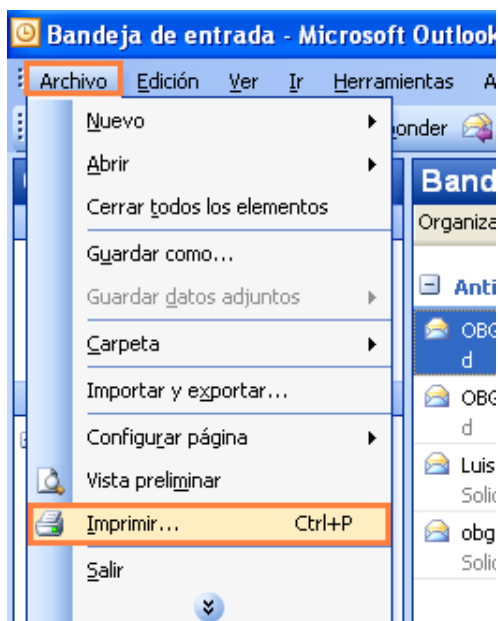 Bandeja de entrada - Microsoft Outlook
Archivo Edición Ver Ir Herramientas A
Nuevo
Abrir
Cerrar todos los elementos
Guardar como...
Guardar datos adjuntos
Carpeta
Importar y exportar...
Configurar página
Vista preliminar
Imprimir... Ctrl+P
Salir
ponder
Band
Organiza
Anti
OBG
d
OBG
d
Luis
Solic
obg
Solic